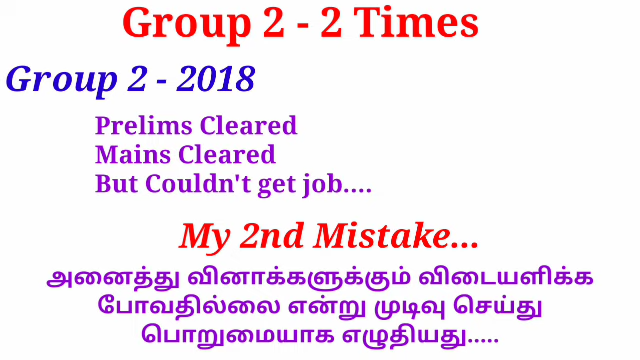 Group 2 - 2 Times
Group 2 - 2018
Prelims Cleared
Mains Cleared
But Couldn't get job....
My 2nd Mistake...
அனைத்து வினாக்களுக்கும் விடையளிக்க
போவதில்லை என்று முடிவு செய்து
பொறுமையாக எழுதியது.....